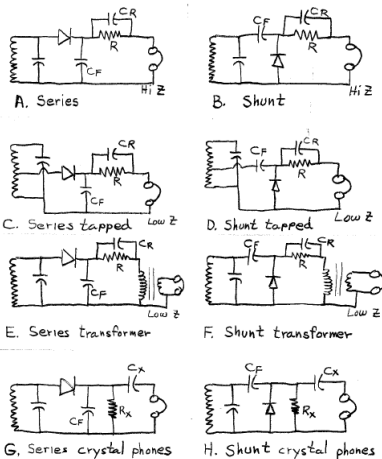 CR CR
R CF R
CF
Hi Z Hi Z
A. Series B. Shunt
CR CR
R CF R
CF
Low Z Low Z
C. Series tapped D. Shunt tapped
CR CF CR
R R
CF
Low Z Low Z
E. Series transformer F. Shunt transformer
Cx CF Cx
CF Rx Rx
G. Series crystal phones H. Shunt crystal phones